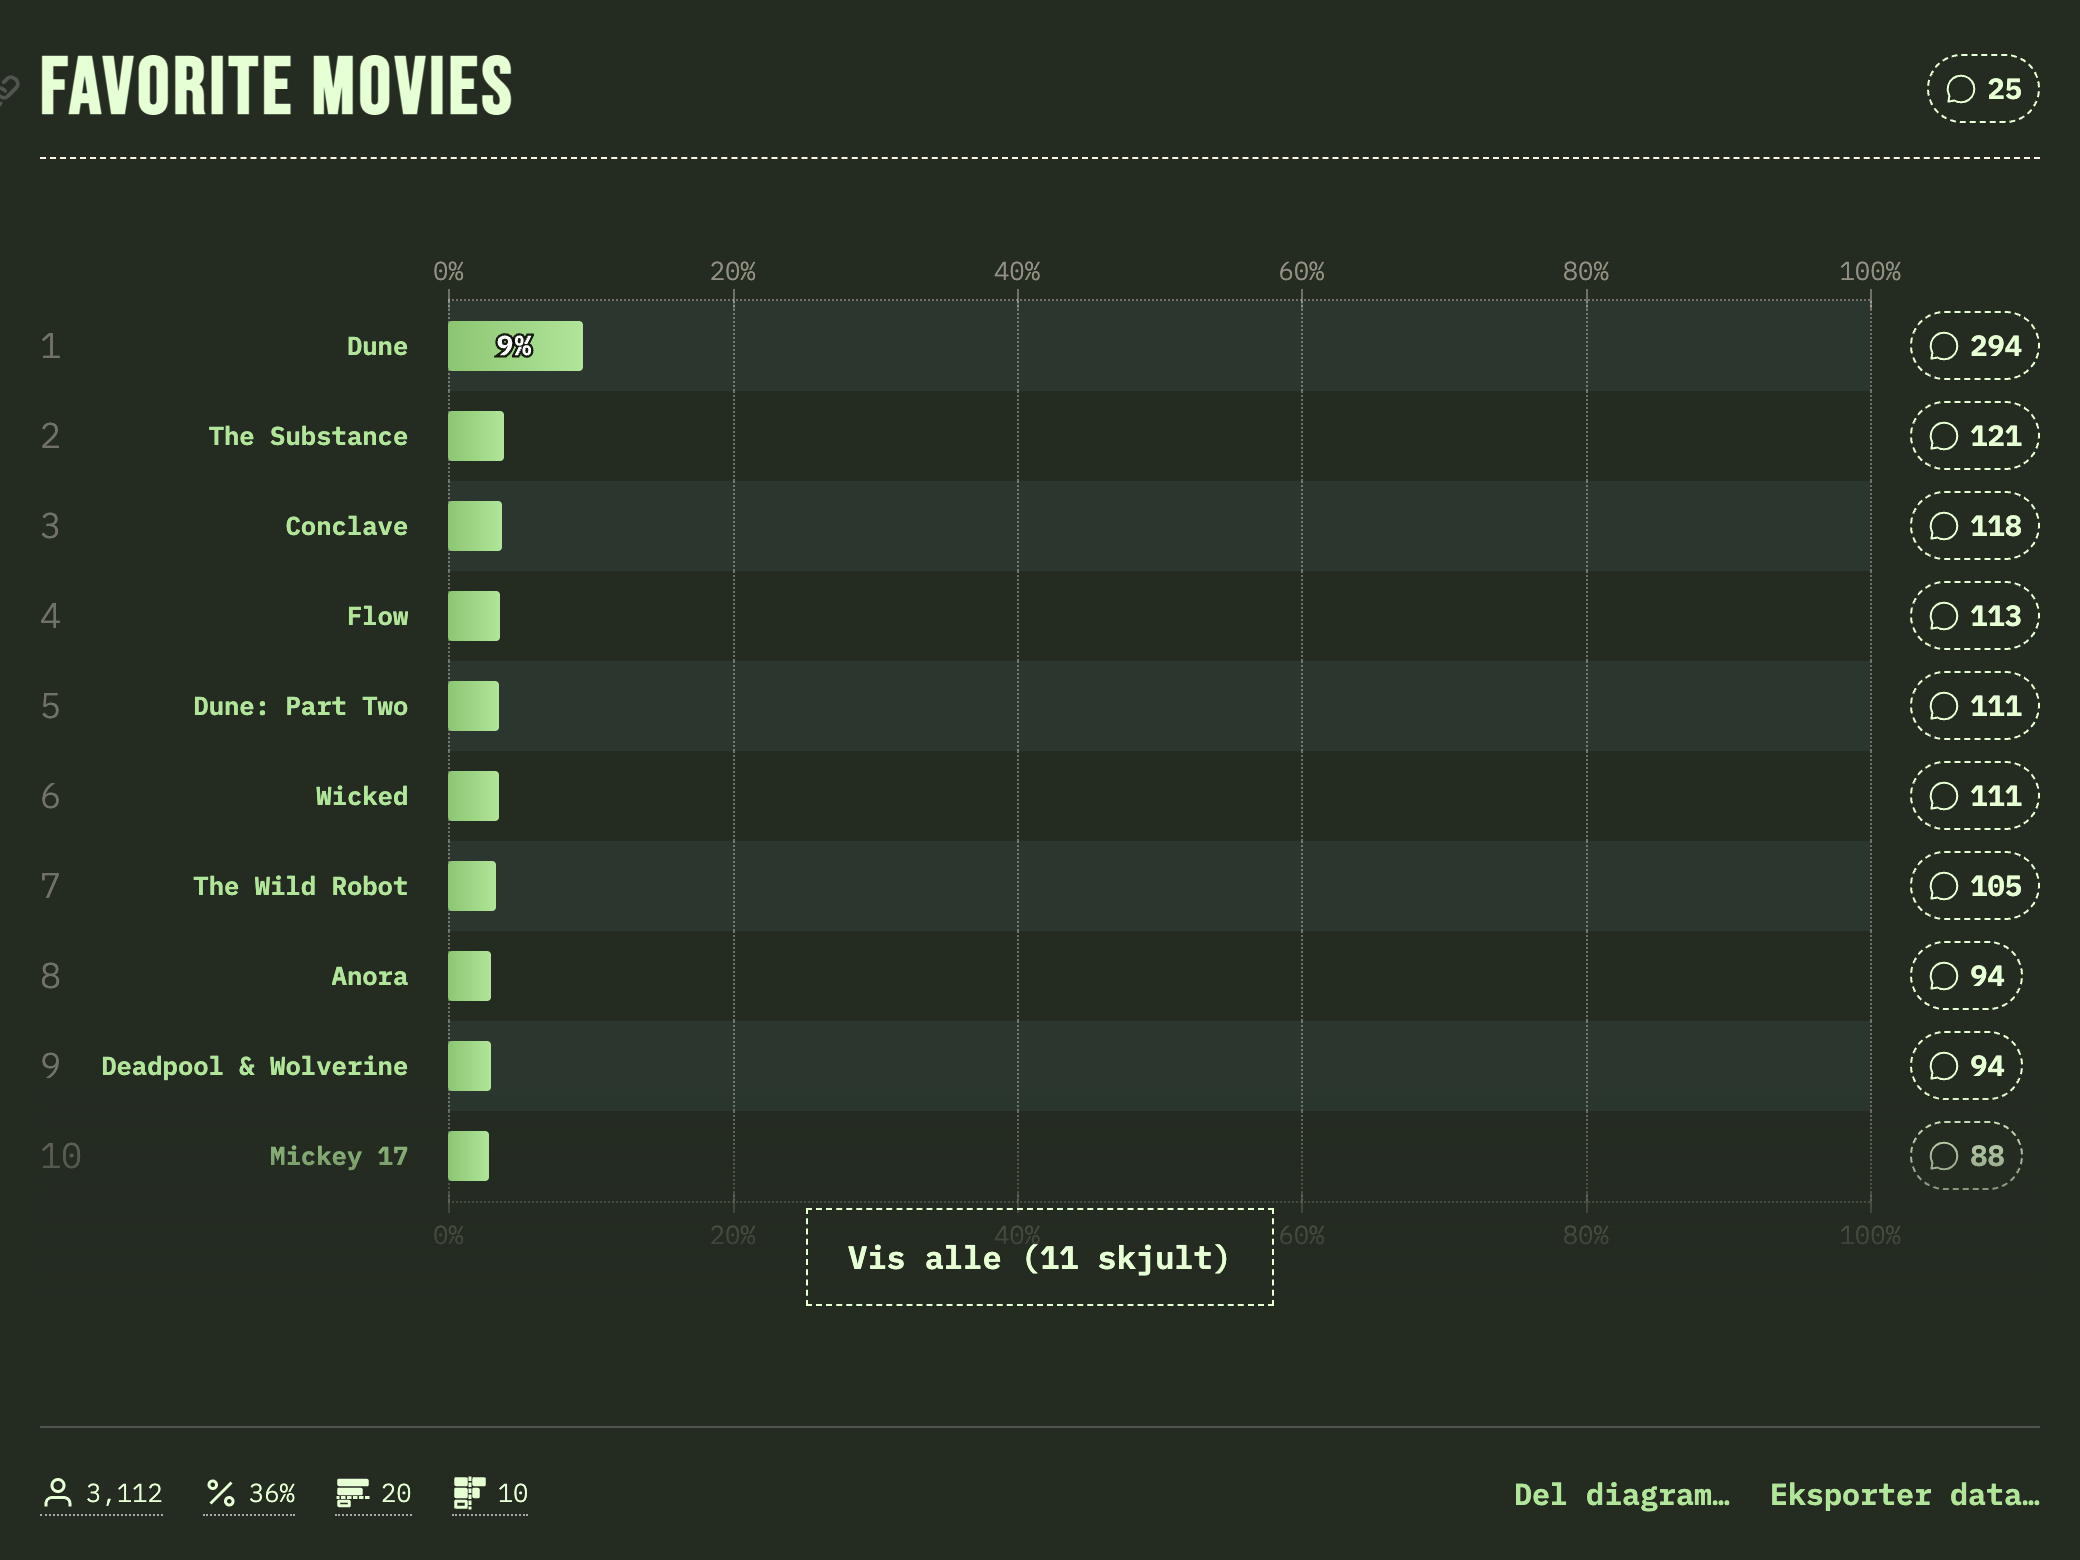 FAVORITE MOVIES
25
0% 20% 40% 60% 80% 100%
1 Dune 9% 294
2 The Substance 121
3 Conclave 118
4 Flow 113
5 Dune: Part Two 111
6 Wicked 111
7 The Wild Robot 105
8 Anora 94
9 Deadpool & Wolverine 94
10 Mickey 17 88
0% 20% 40% 60% 80% 100%
Vis alle (11 skjult)
3,112 % 36% 20 10 Del diagram… Eksporter data…